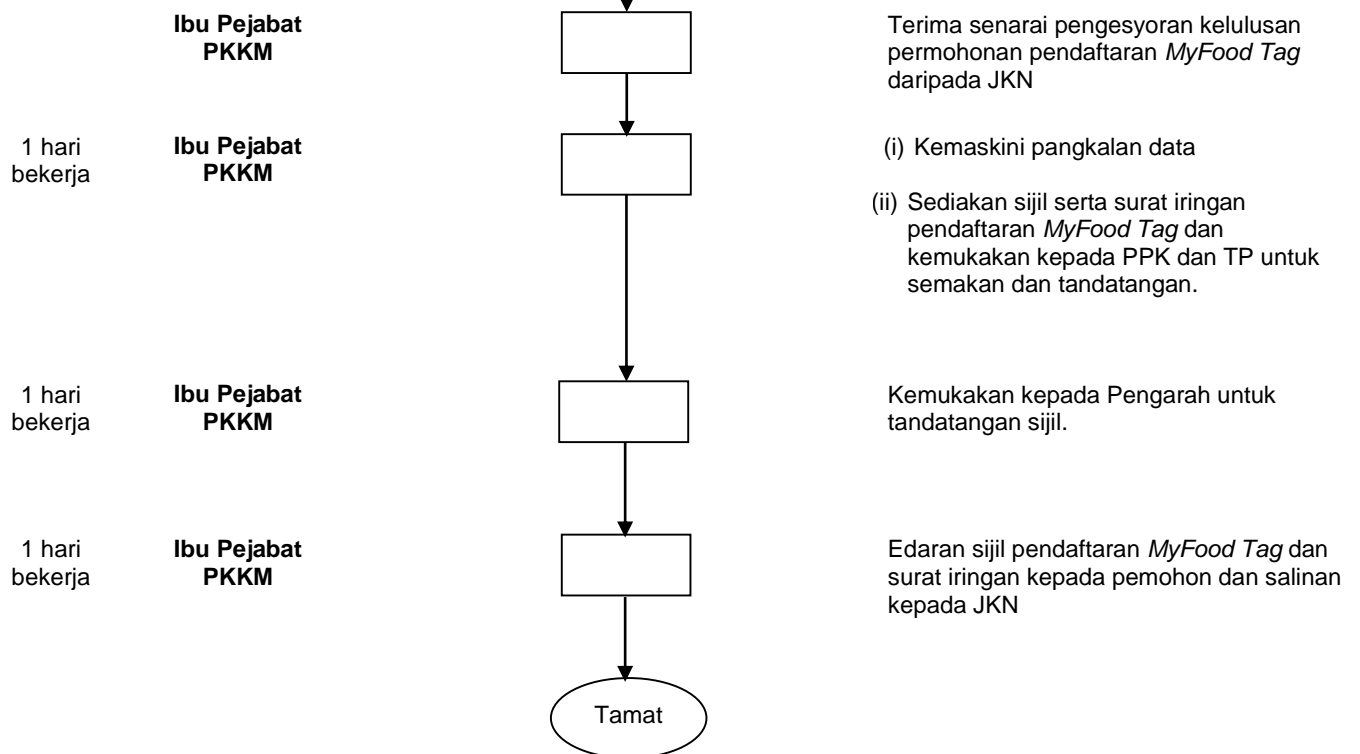 Ibu Pejabat
PKKM
Terima senarai pengesyoran kelulusan
permohonan pendaftaran MyFood Tag
daripada JKN
1 hari
bekerja
Ibu Pejabat
PKKM
(i) Kemaskini pangkalan data
(ii) Sediakan sijil serta surat iringan
pendaftaran MyFood Tag dan
kemukakan kepada PPK dan TP untuk
semakan dan tandatangan.
1 hari
bekerja
Ibu Pejabat
PKKM
Kemukakan kepada Pengarah untuk
tandatangan sijil.
1 hari
bekerja
Ibu Pejabat
PKKM
Edaran sijil pendaftaran MyFood Tag dan
surat iringan kepada pemohon dan salinan
kepada JKN
Tamat